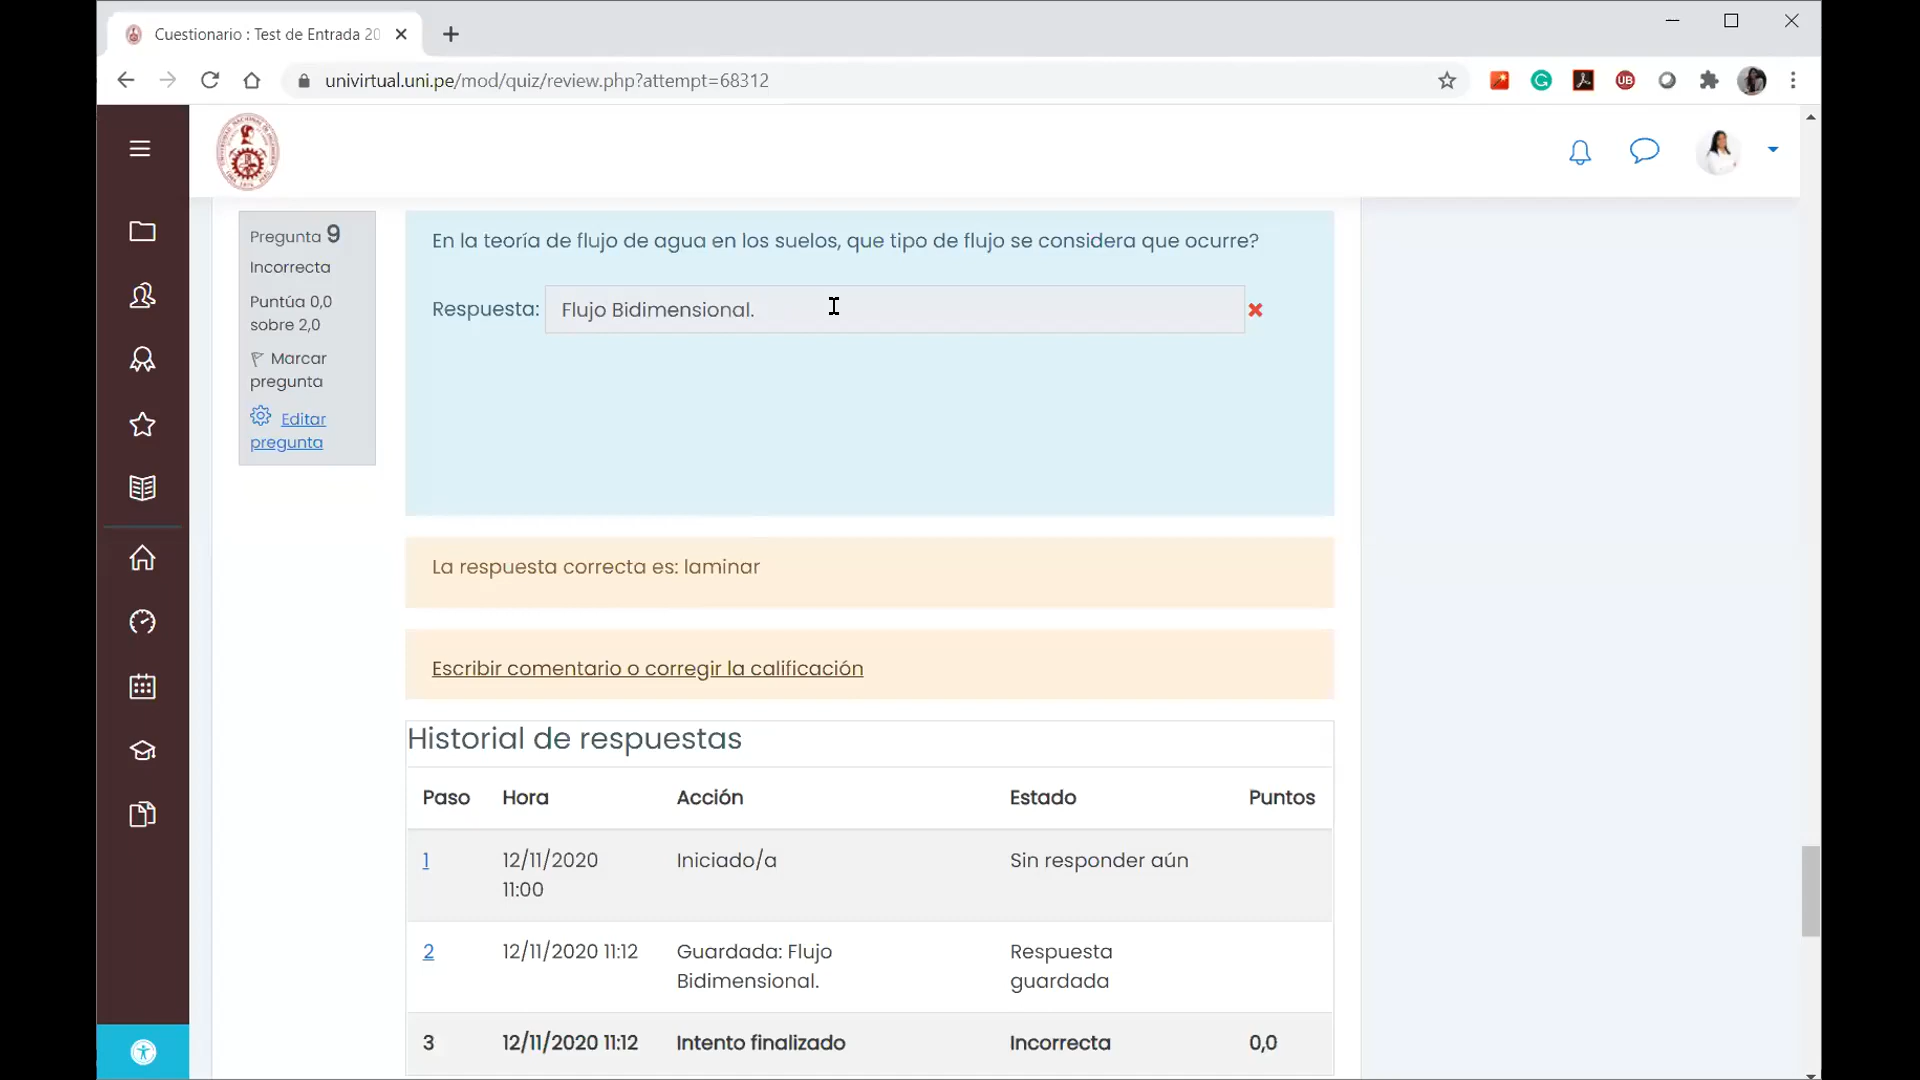 Cuestionario : Test de Entrada 20
univirtual.uni.pe/mod/quiz/review.php?attempt=68312
UB
Pregunta 9
Incorrecta
Puntúa 0,0
sobre 2,0
Marcar
pregunta
Editar
pregunta
En la teoría de flujo de agua en los suelos, que tipo de flujo se considera que ocurre?
Respuesta: Flujo Bidimensional.
La respuesta correcta es: laminar
Escribir comentario o corregir la calificación
Historial de respuestas
Paso Hora Acción Estado Puntos
1 12/11/2020 Iniciado/a Sin responder aún
11:00
2 12/11/2020 11:12 Guardada: Flujo Respuesta
Bidimensional. guardada
3 12/11/2020 11:12 Intento finalizado Incorrecta 0,0